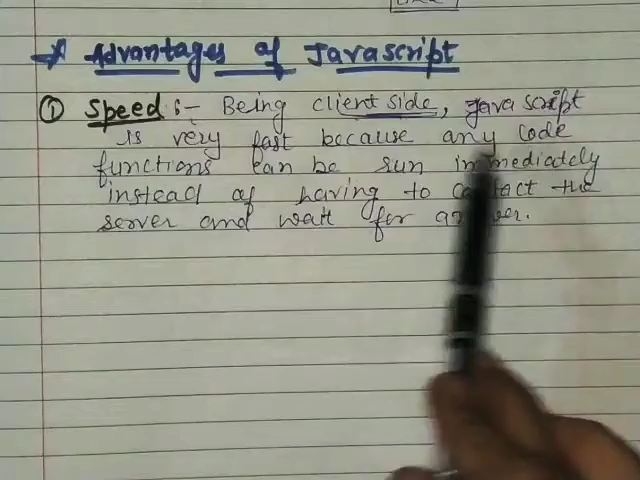 * Advantages of Javascript
① Speed :- Being client side, Javascript
is very fast because any code
functions can be run immediately
instead of having to contact the
server and wait for answer.